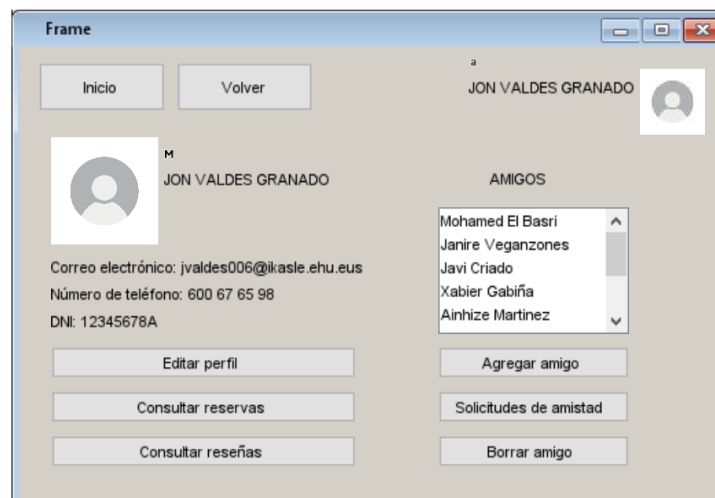 Frame
a
Inicio
Volver
JON VALDES GRANADO
M
JON VALDES GRANADO
AMIGOS
Mohamed El Basri
Janire Veganzones
Javi Criado
Xabier Gabiña
Ainhize Martinez
Correo electrónico: jvaldes006@ikasle.ehu.eus
Número de teléfono: 600 67 65 98
DNI: 12345678A
Editar perfil
Agregar amigo
Consultar reservas
Solicitudes de amistad
Consultar reseñas
Borrar amigo